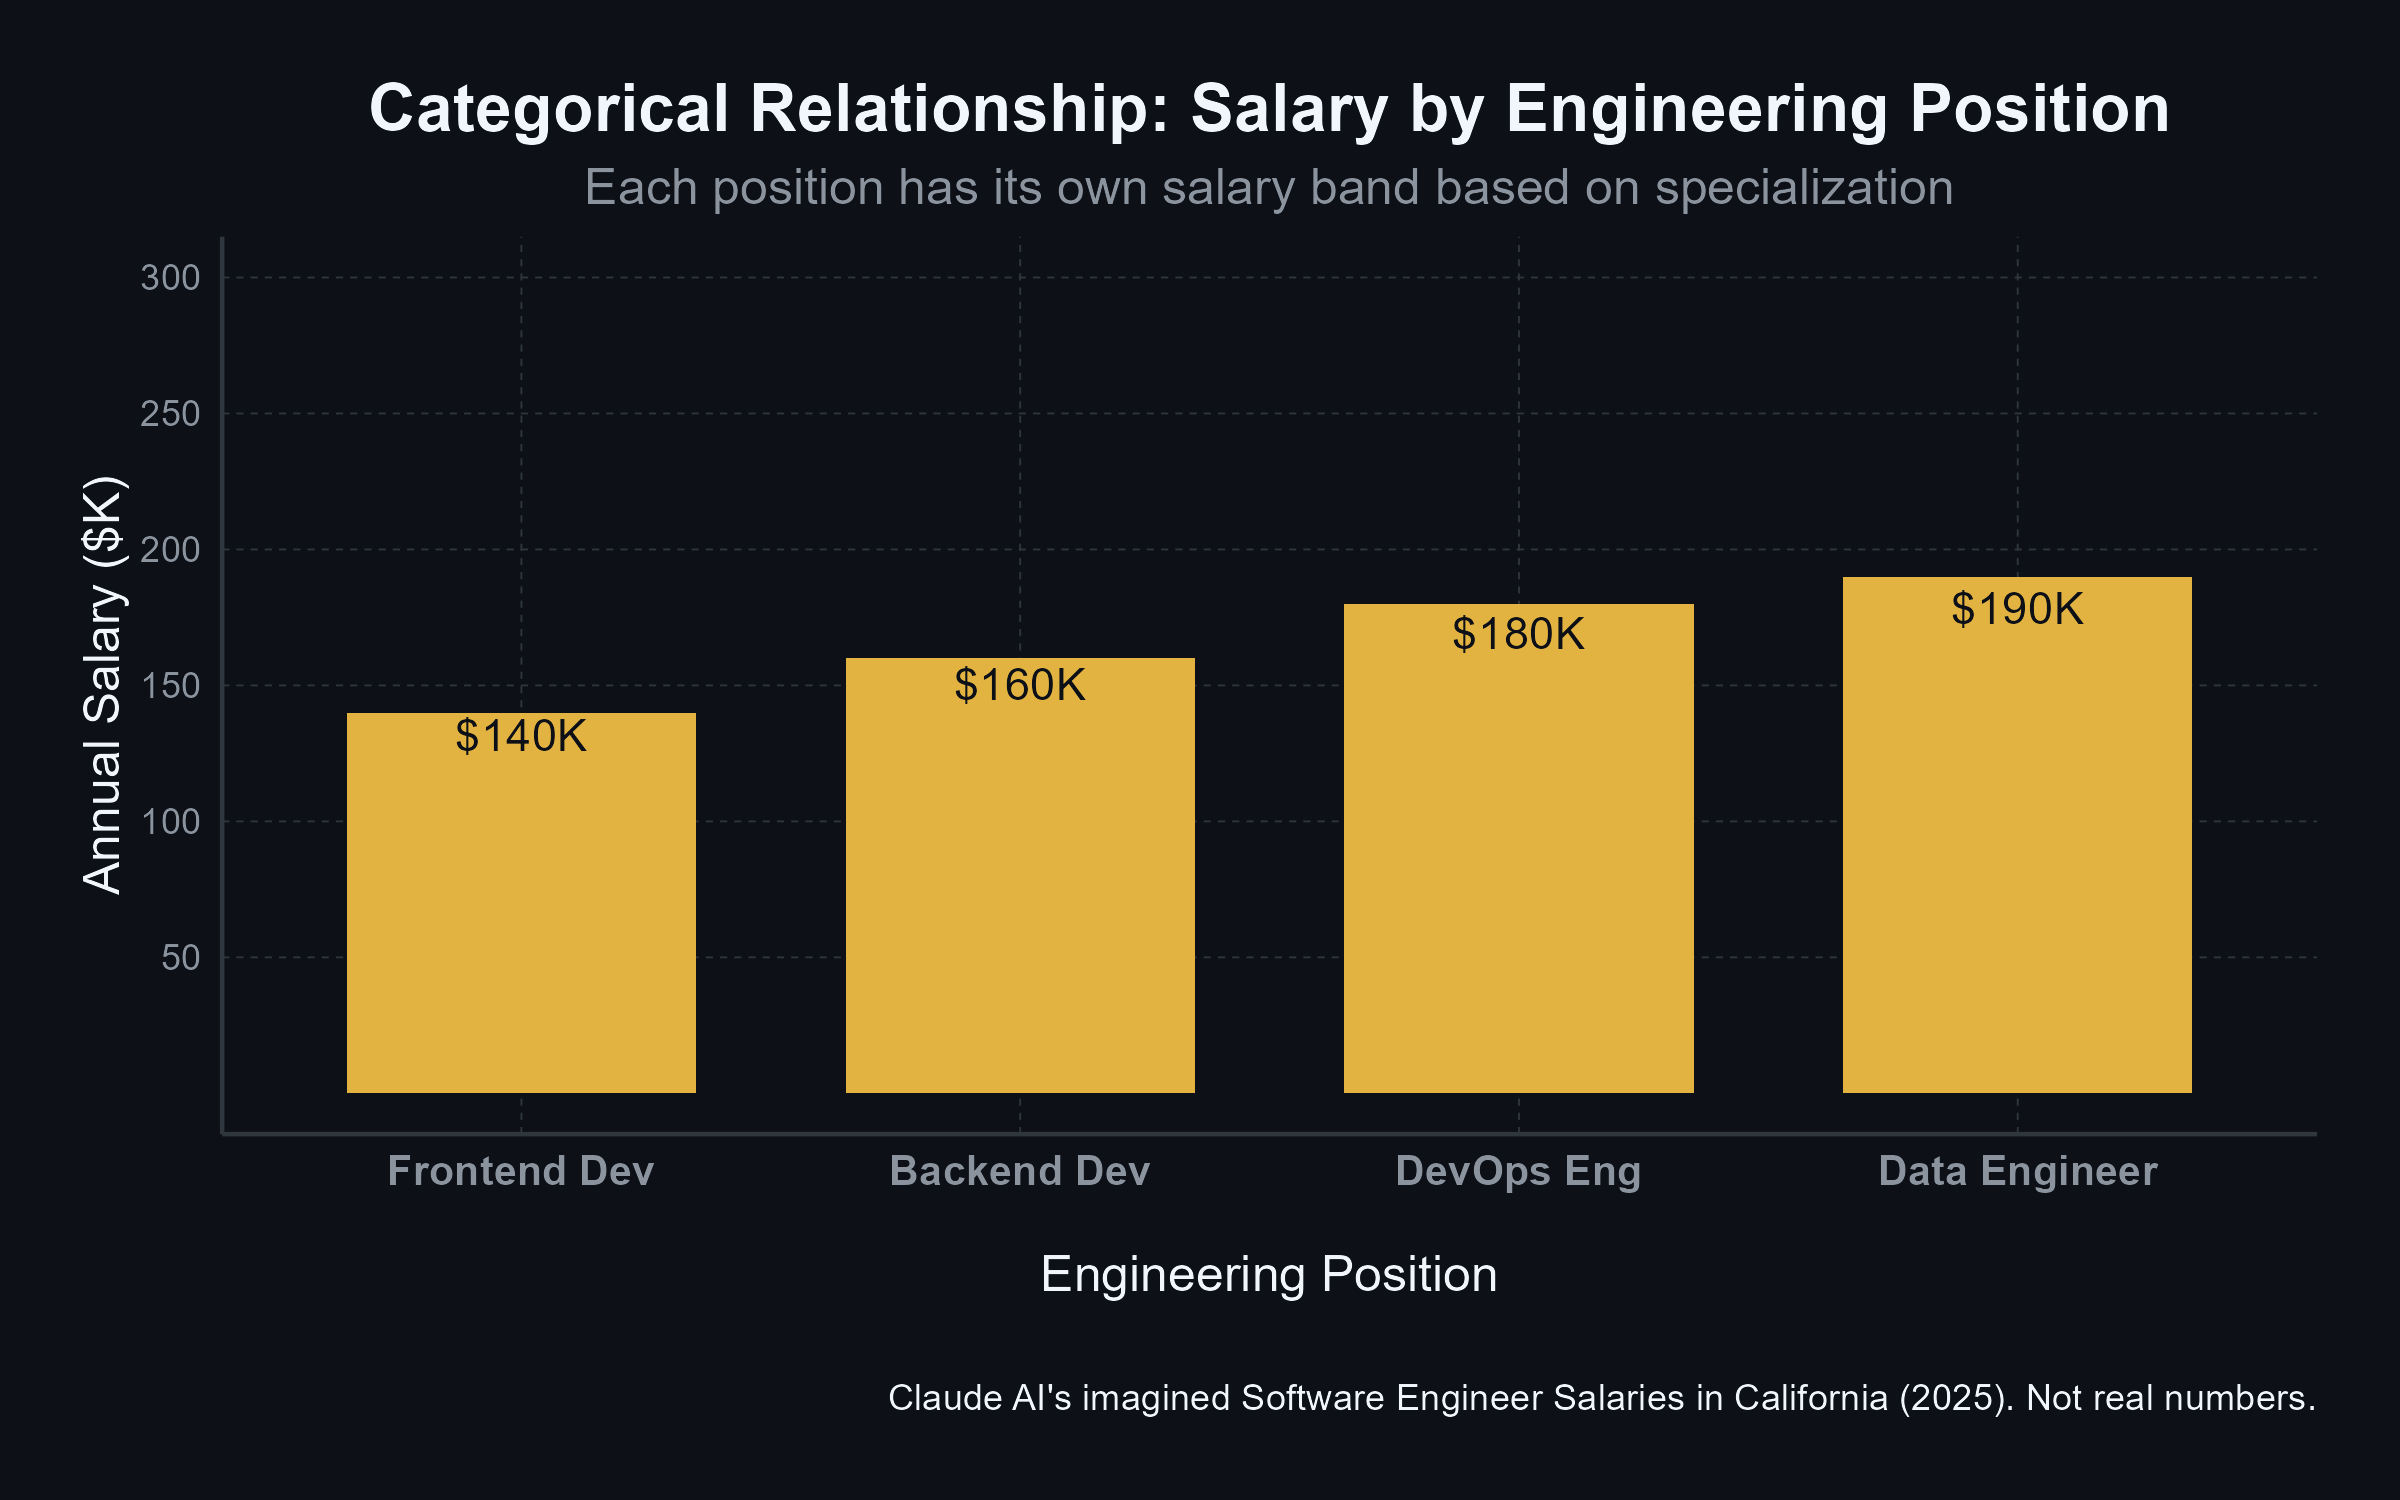 Categorical Relationship: Salary by Engineering Position
Each position has its own salary band based on specialization
Annual Salary ($K)
300
250
200
150
100
50
$140K
$160K
$180K
$190K
Frontend Dev
Backend Dev
DevOps Eng
Data Engineer
Engineering Position
Claude AI's imagined Software Engineer Salaries in California (2025). Not real numbers.